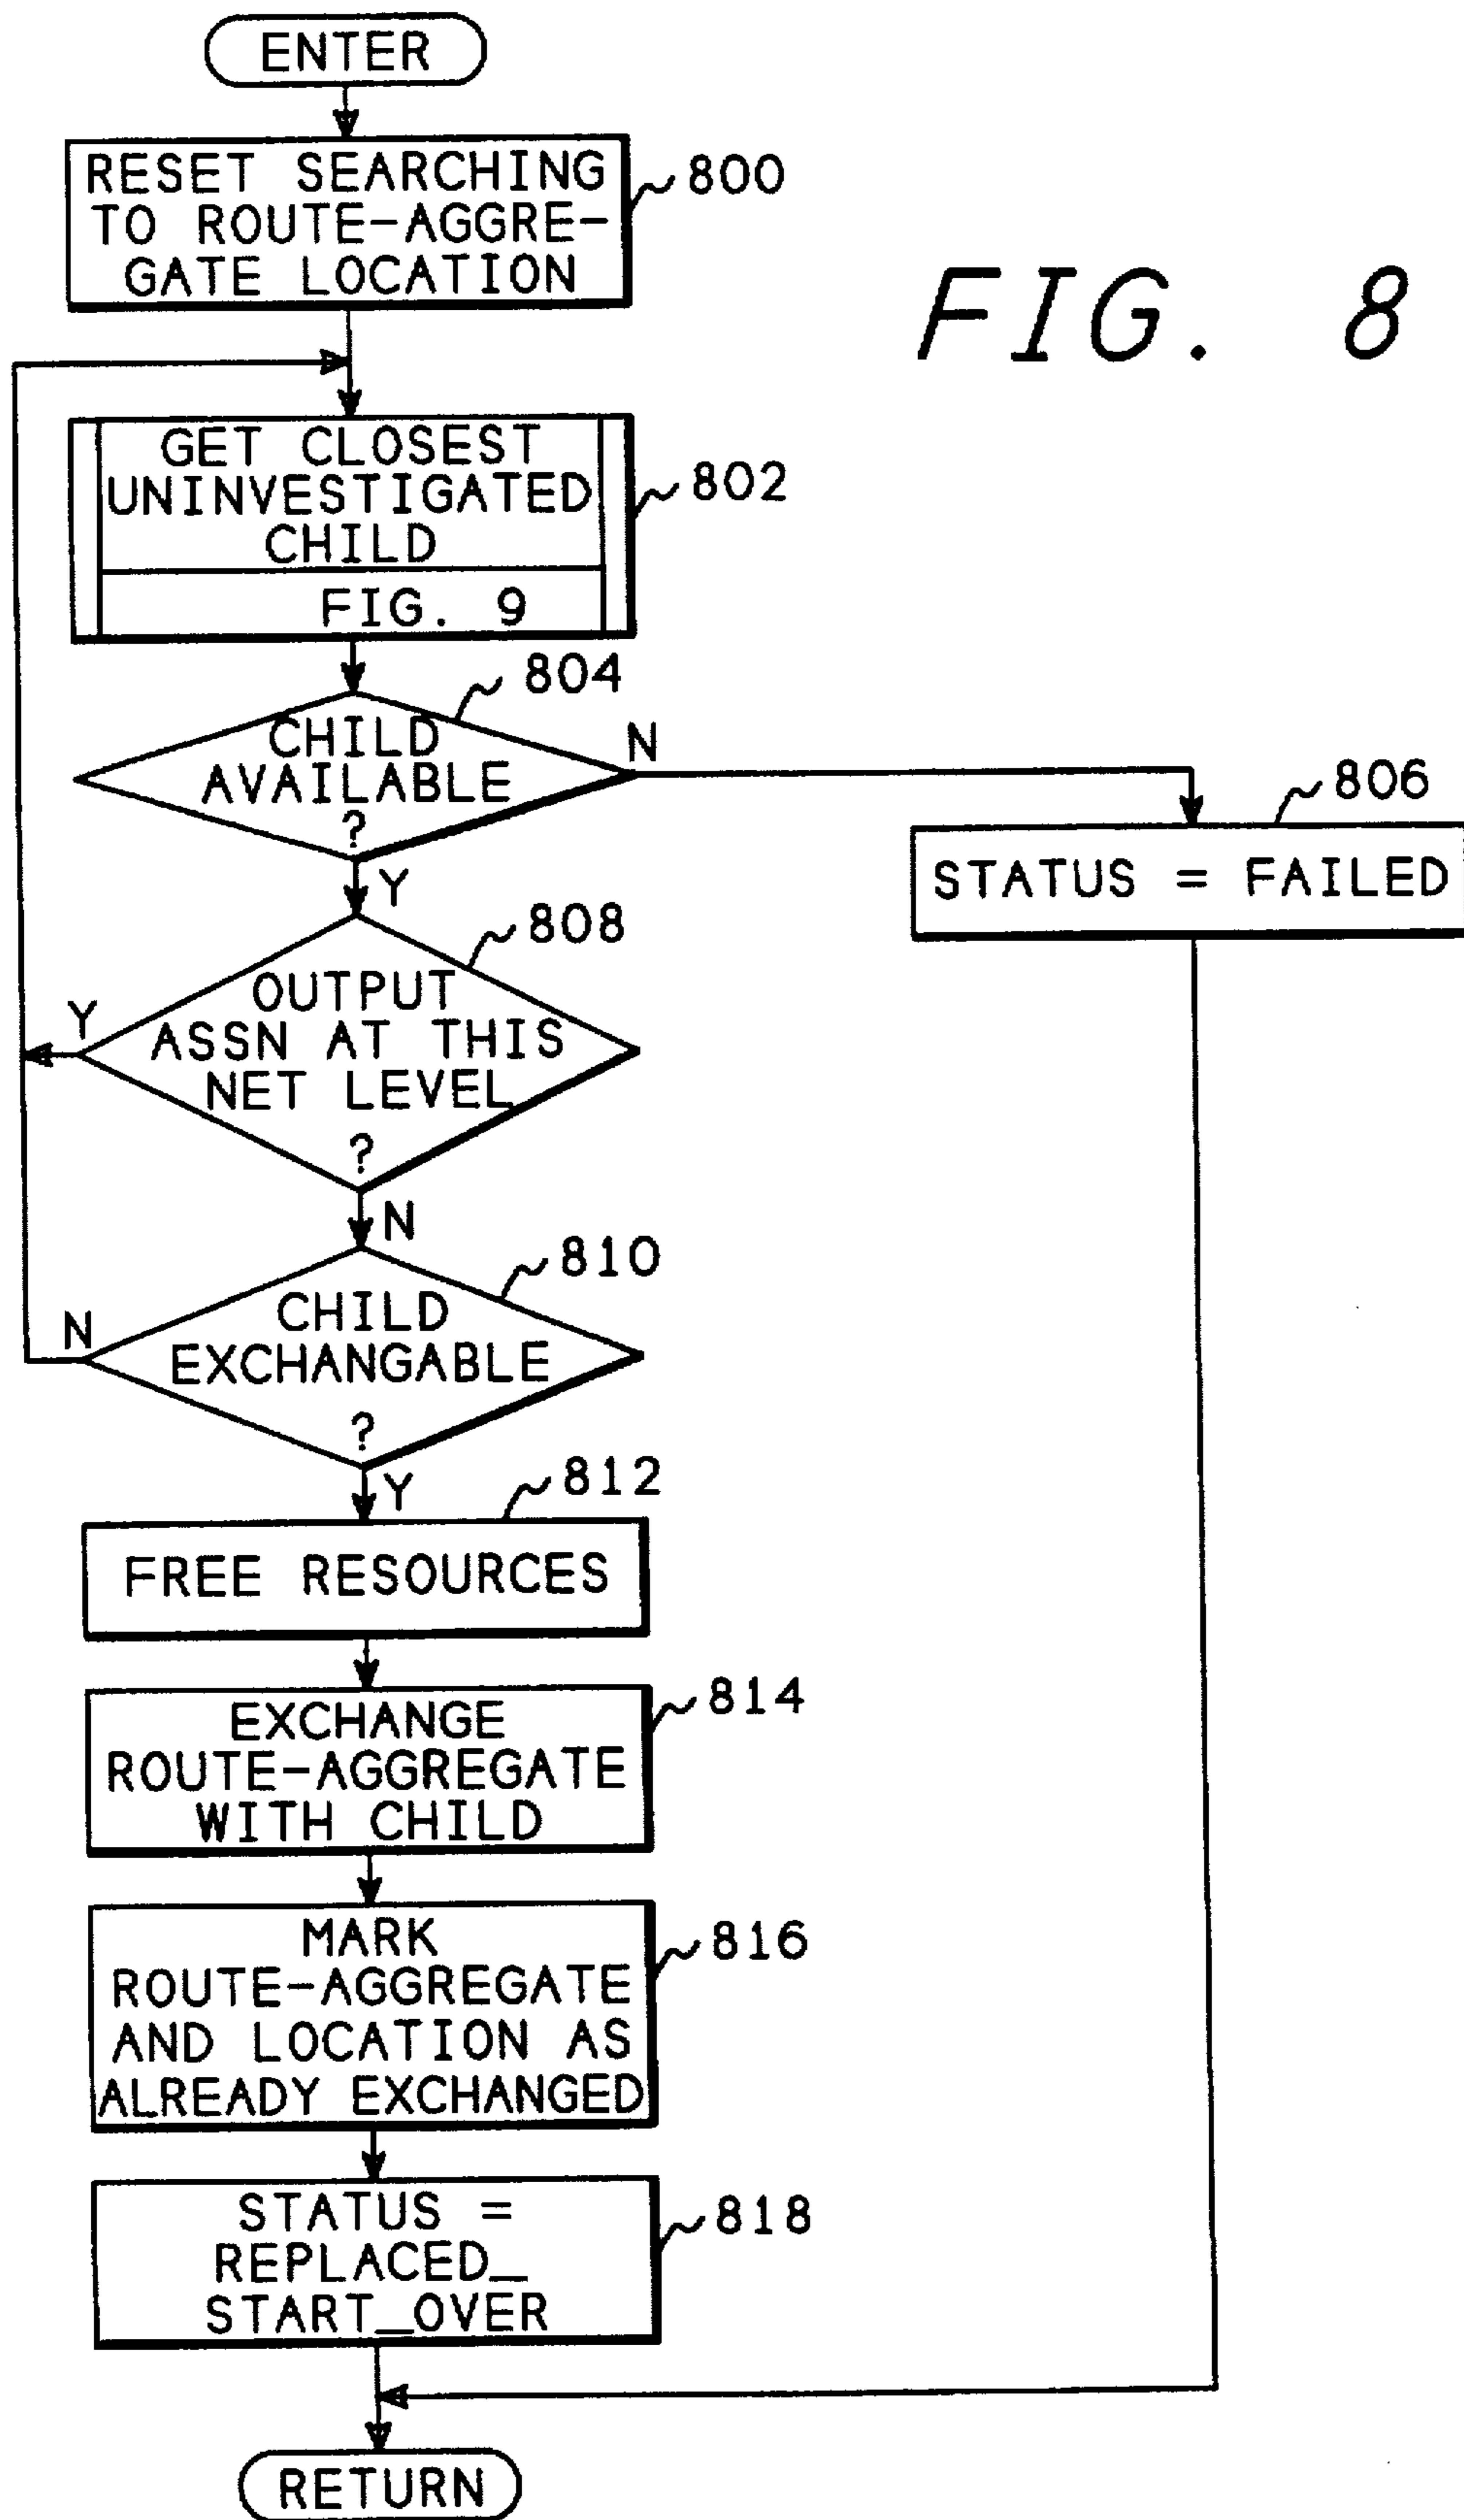 ENTER
RESET SEARCHING
TO ROUTE-AGGRE-
GATE LOCATION
800
FIG. 8
GET CLOSEST
UNINVESTIGATED
CHILD
FIG. 9
802
804
CHILD
AVAILABLE
?
N
Y
806
STATUS = FAILED
808
OUTPUT
ASSN AT THIS
NET LEVEL
?
Y
N
810
CHILD
EXCHANGABLE
?
N
Y
812
FREE RESOURCES
EXCHANGE
ROUTE-AGGREGATE
WITH CHILD
814
MARK
ROUTE-AGGREGATE
AND LOCATION AS
ALREADY EXCHANGED
816
STATUS =
REPLACED_
START_OVER
818
RETURN